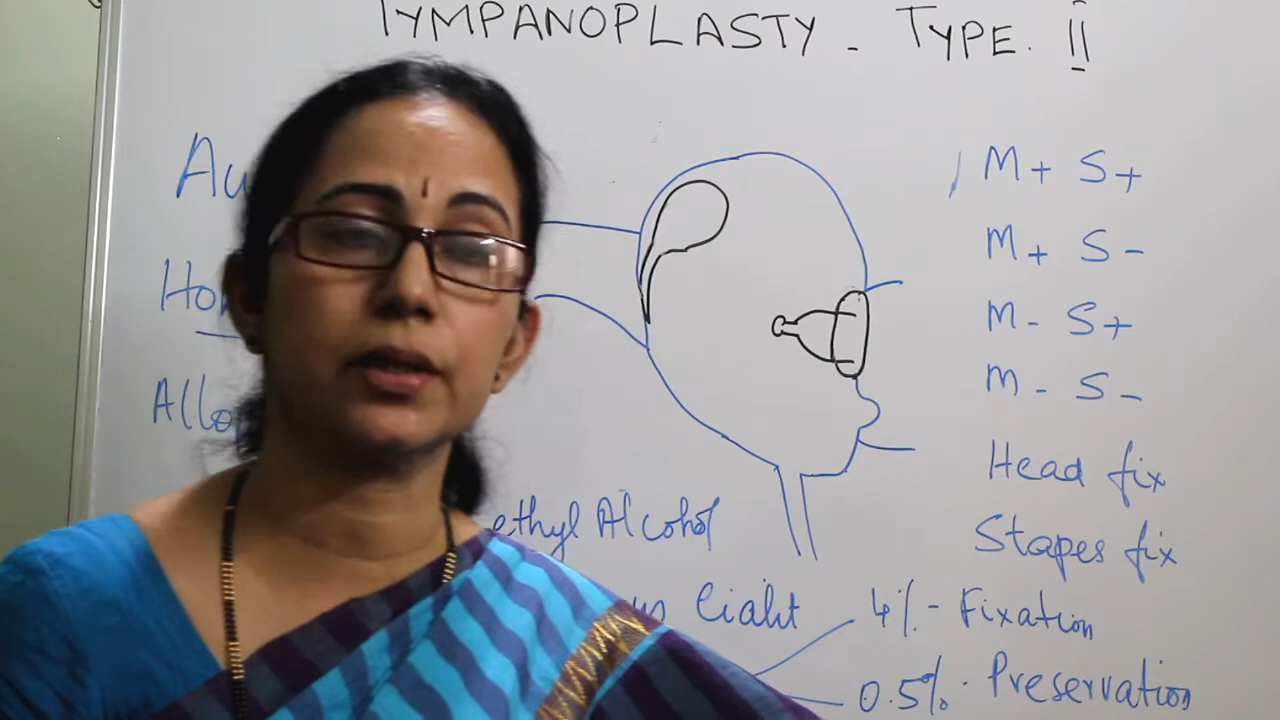 TYMPANOPLASTY - TYPE II
M+ S+
M+ S-
M- S+
M- S-
Head fix
Stapes fix
ethyl Alcohol
4% - Fixation
0.5% - Preservation